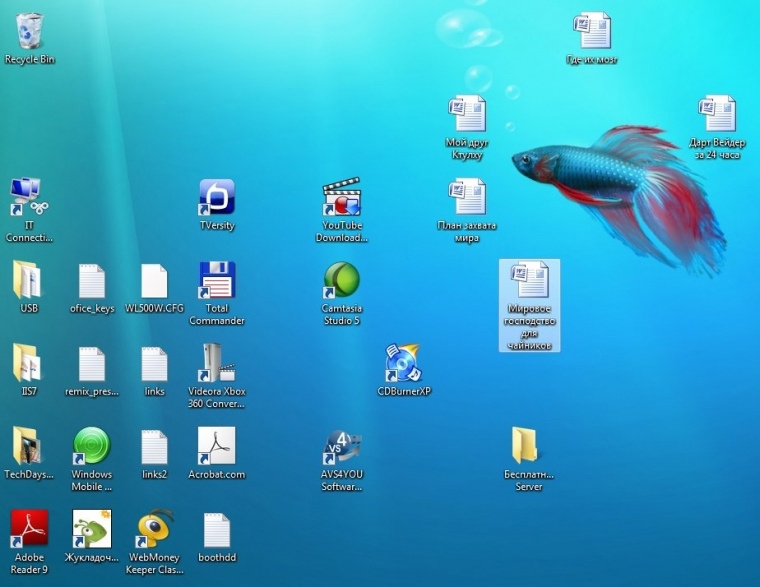 Recycle Bin
Где их мозг
Мой друг
Ктулху
Дарт Вейдер
за 24 часа
IT
Connecti...
TVersity
YouTube
Download...
План захвата
мира
USB
ofice_keys
WL500W.CFG
Total
Commander
Camtasia
Studio 5
Мировое
господство
для
чайников
IIS7
remix_pres...
links
Videora Xbox
360 Conver...
CDBurnerXP
TechDays...
Windows
Mobile ...
links2
Acrobat.com
4
VS
AVS4YOU
Softwar...
Бесплатн...
Server
Adobe
Reader 9
Жукладоч...
WebMoney
Keeper Clas...
boothdd